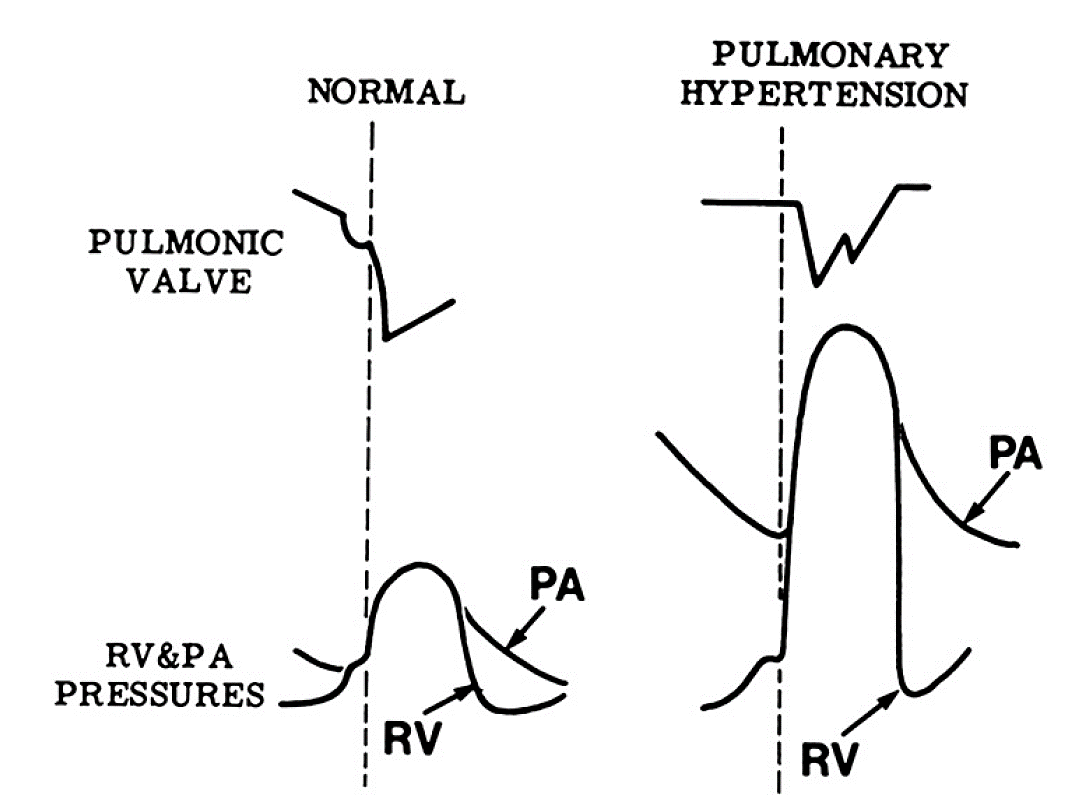 NORMAL
PULMONARY
HYPERTENSION
PULMONIC
VALVE
PA
PA
RV&PA
PRESSURES
RV
RV